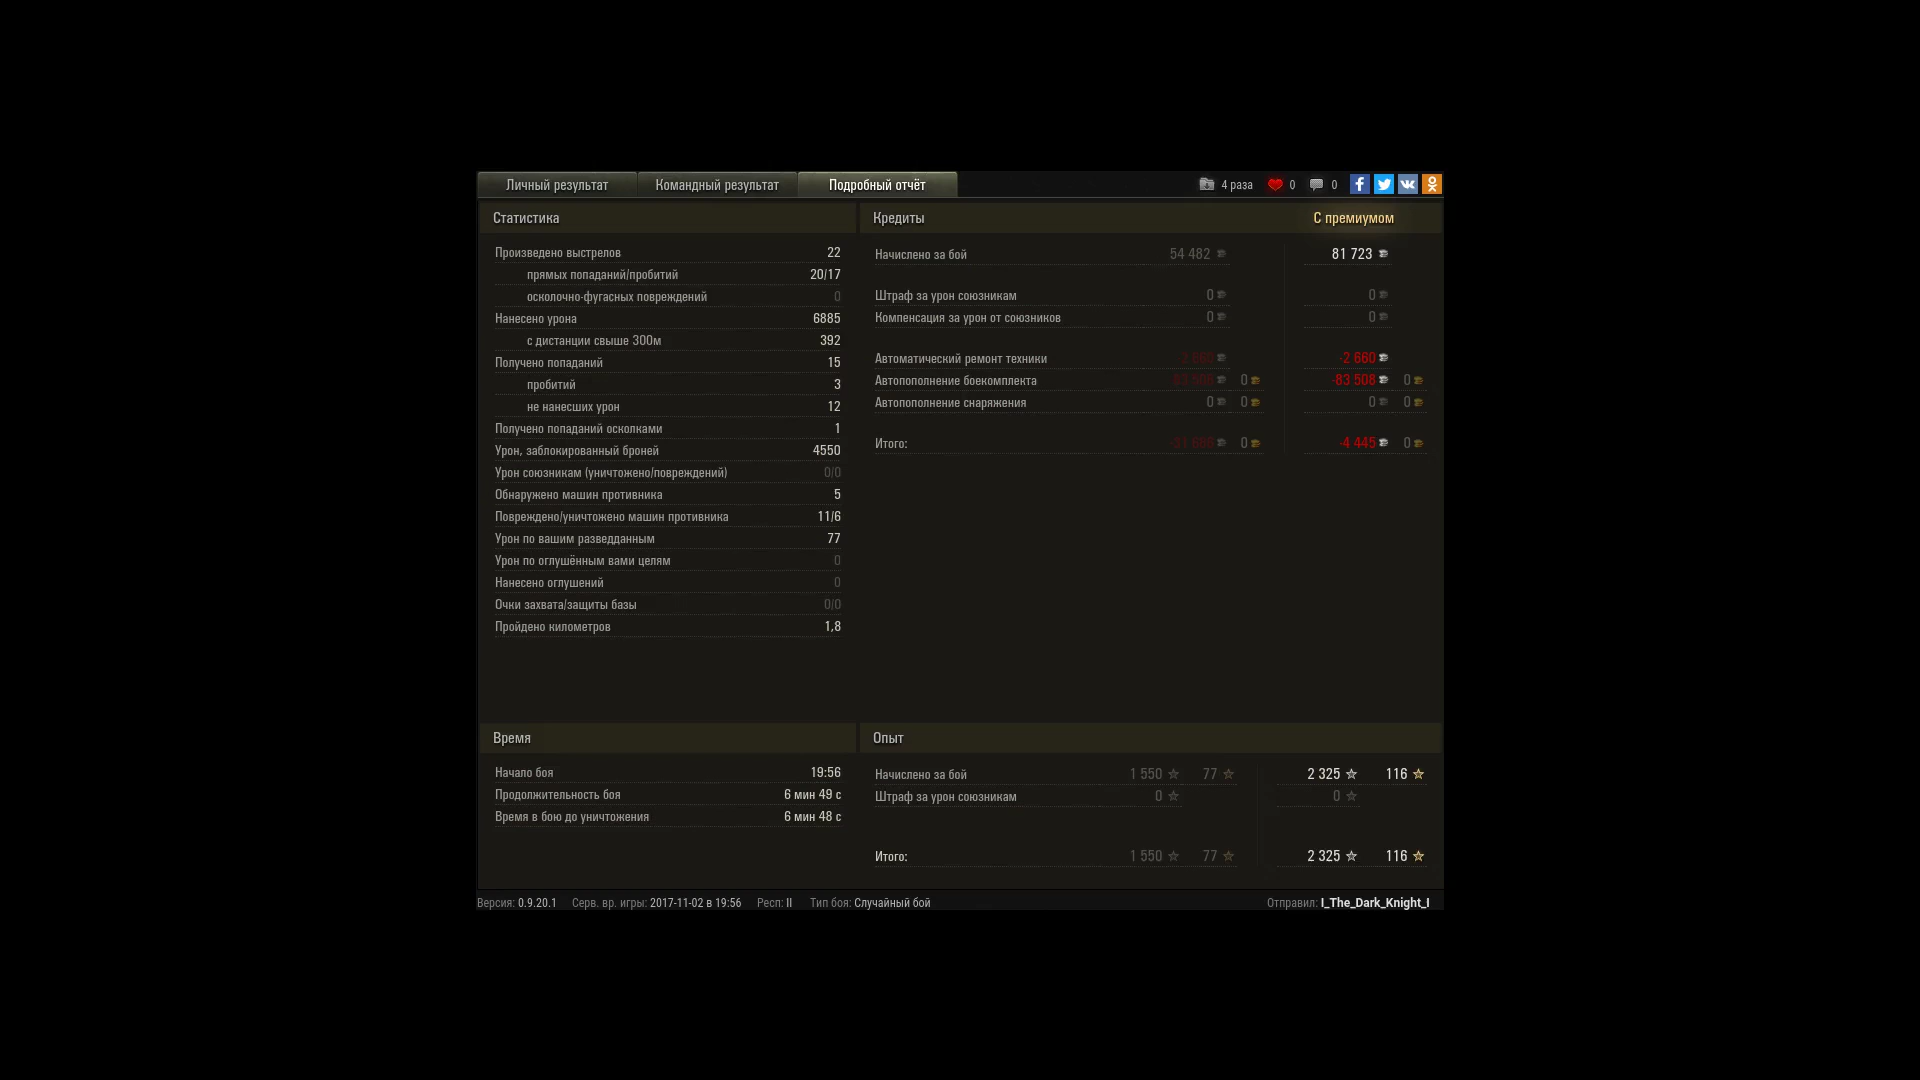 Личный результат Командный результат Подробный отчёт 4 раза 0 0
Статистика
Произведено выстрелов 22
прямых попаданий/пробитий 20/17
осколочно-фугасных повреждений 0
Нанесено урона 6885
с дистанции свыше 300м 392
Получено попаданий 15
пробитий 3
не нанесших урон 12
Получено попаданий осколками 1
Урон, заблокированный броней 4550
Урон союзникам (уничтожено/повреждений) 0/0
Обнаружено машин противника 5
Повреждено/уничтожено машин противника 11/6
Урон по вашим разведданным 77
Урон по оглушённым вами целям 0
Нанесено оглушений 0
Очки захвата/защиты базы 0/0
Пройдено километров 1,8
Кредиты С премиумом
Начислено за бой 54 482 81 723
Штраф за урон союзникам 0 0
Компенсация за урон от союзников 0 0
Автоматический ремонт техники -2 660 -2 660
Автопополнение боекомплекта -83 508 0 -83 508 0
Автопополнение снаряжения 0 0 0 0
Итого: 0 -4 445 0
Время
Начало боя 19:56
Продолжительность боя 6 мин 49 с
Время в бою до уничтожения 6 мин 48 с
Опыт
Начислено за бой 1 550 77 2 325 116
Штраф за урон союзникам 0 0
Итого: 1 550 77 2 325 116
Версия: 0.9.20.1 Серв. вр. игры: 2017-11-02 в 19:56 Респ: II Тип боя: Случайный бой Отправил: I_The_Dark_Knight_I